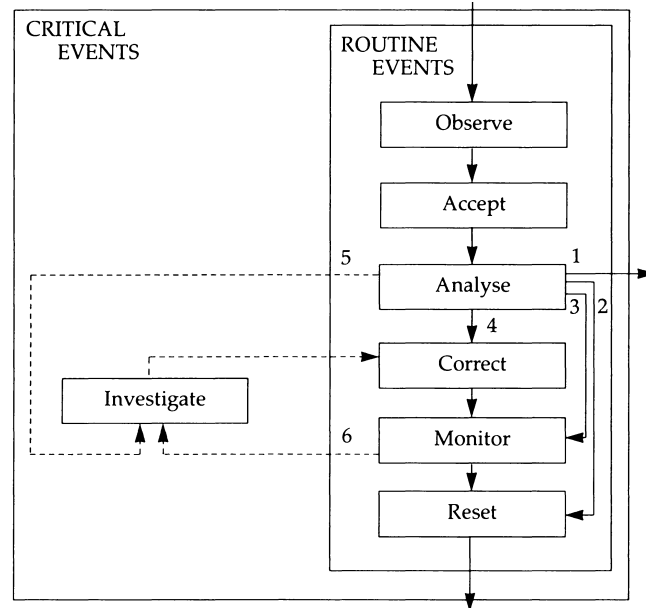 CRITICAL
EVENTS
ROUTINE
EVENTS
Observe
Accept
5
1
Analyse
3
2
4
Correct
Investigate
6
Monitor
Reset